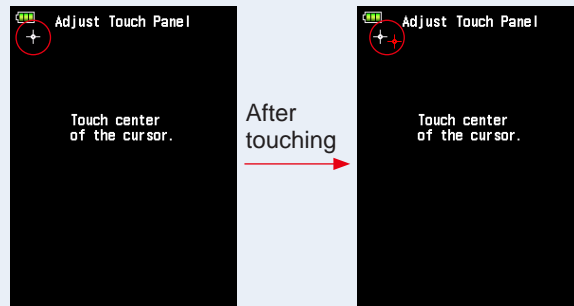 Adjust Touch Panel
Touch center
of the cursor.
After
touching
Adjust Touch Panel
Touch center
of the cursor.